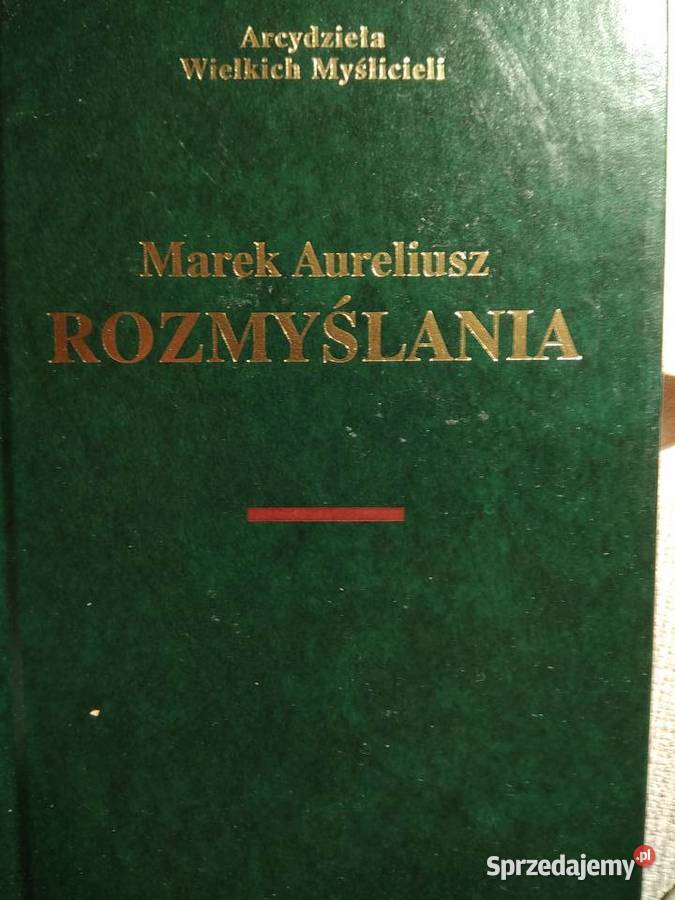 Arcydzieła
Wielkich Myślicieli
Marek Aureliusz
ROZMYŚLANIA
Sprzedajemy.pl